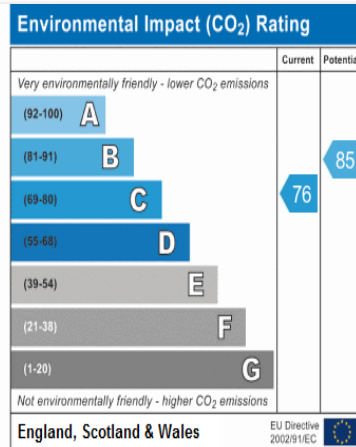 Environmental Impact (CO₂) Rating
Current Potentia
Very environmentally friendly - lower CO₂ emissions
(92-100) A
(81-91) B
85
(69-80) C
76
(55-68) D
(39-54) E
(21-38) F
(1-20) G
Not environmentally friendly - higher CO₂ emissions
England, Scotland & Wales
EU Directive
2002/91/EC